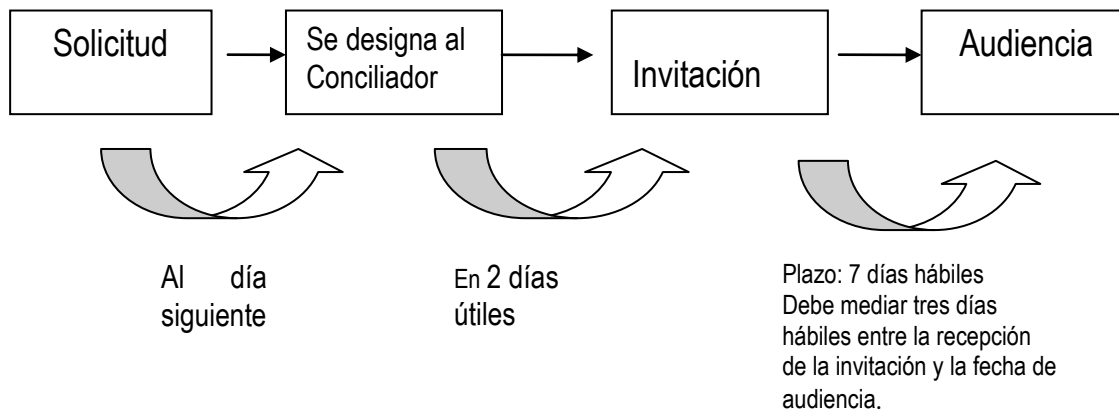 Solicitud
Se designa al
Conciliador
Invitación
Audiencia
Al día
siguiente
En 2 días
útiles
Plazo: 7 días hábiles
Debe mediar tres días
hábiles entre la recepción
de la invitación y la fecha de
audiencia.